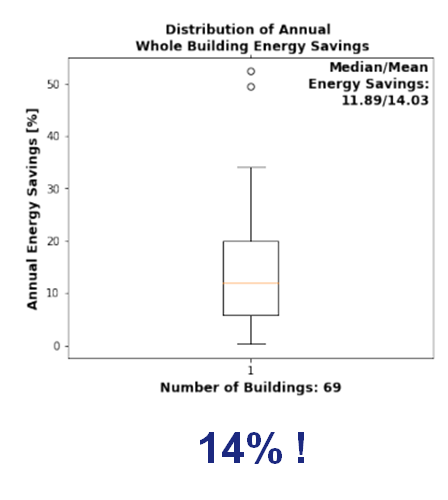 Distribution of Annual
Whole Building Energy Savings
Median/Mean
Energy Savings:
11.89/14.03
Annual Energy Savings [%]
50
40
30
20
10
0
1
Number of Buildings: 69
14% !